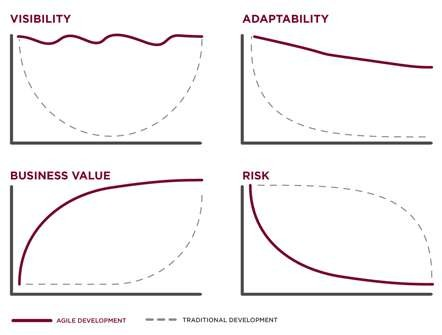 VISIBILITY
ADAPTABILITY
BUSINESS VALUE
RISK
AGILE DEVELOPMENT
TRADITIONAL DEVELOPMENT